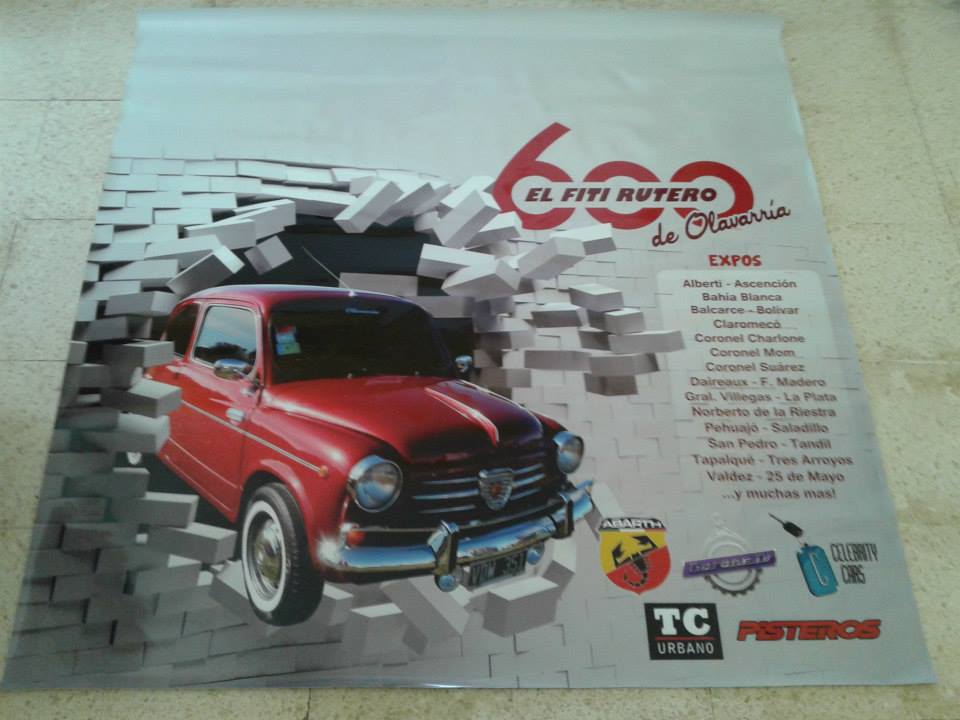 600
EL FITI RUTERO
de Olavarría
EXPOS
Alberti - Ascención
Bahía Blanca
Balcarce - Bolivar
Claromecó
Coronel Charlone
Coronel Mom
Coronel Suárez
Daireaux - F. Madero
Gral. Villegas - La Plata
Norberto de la Riestra
Pehuajó - Saladillo
San Pedro - Tandil
Tapalqué - Tres Arroyos
Valdez - 25 de Mayo
...y muchas mas!
ABARTH
CELEBRITY
CARS
TC
URBANO
PISTEROS